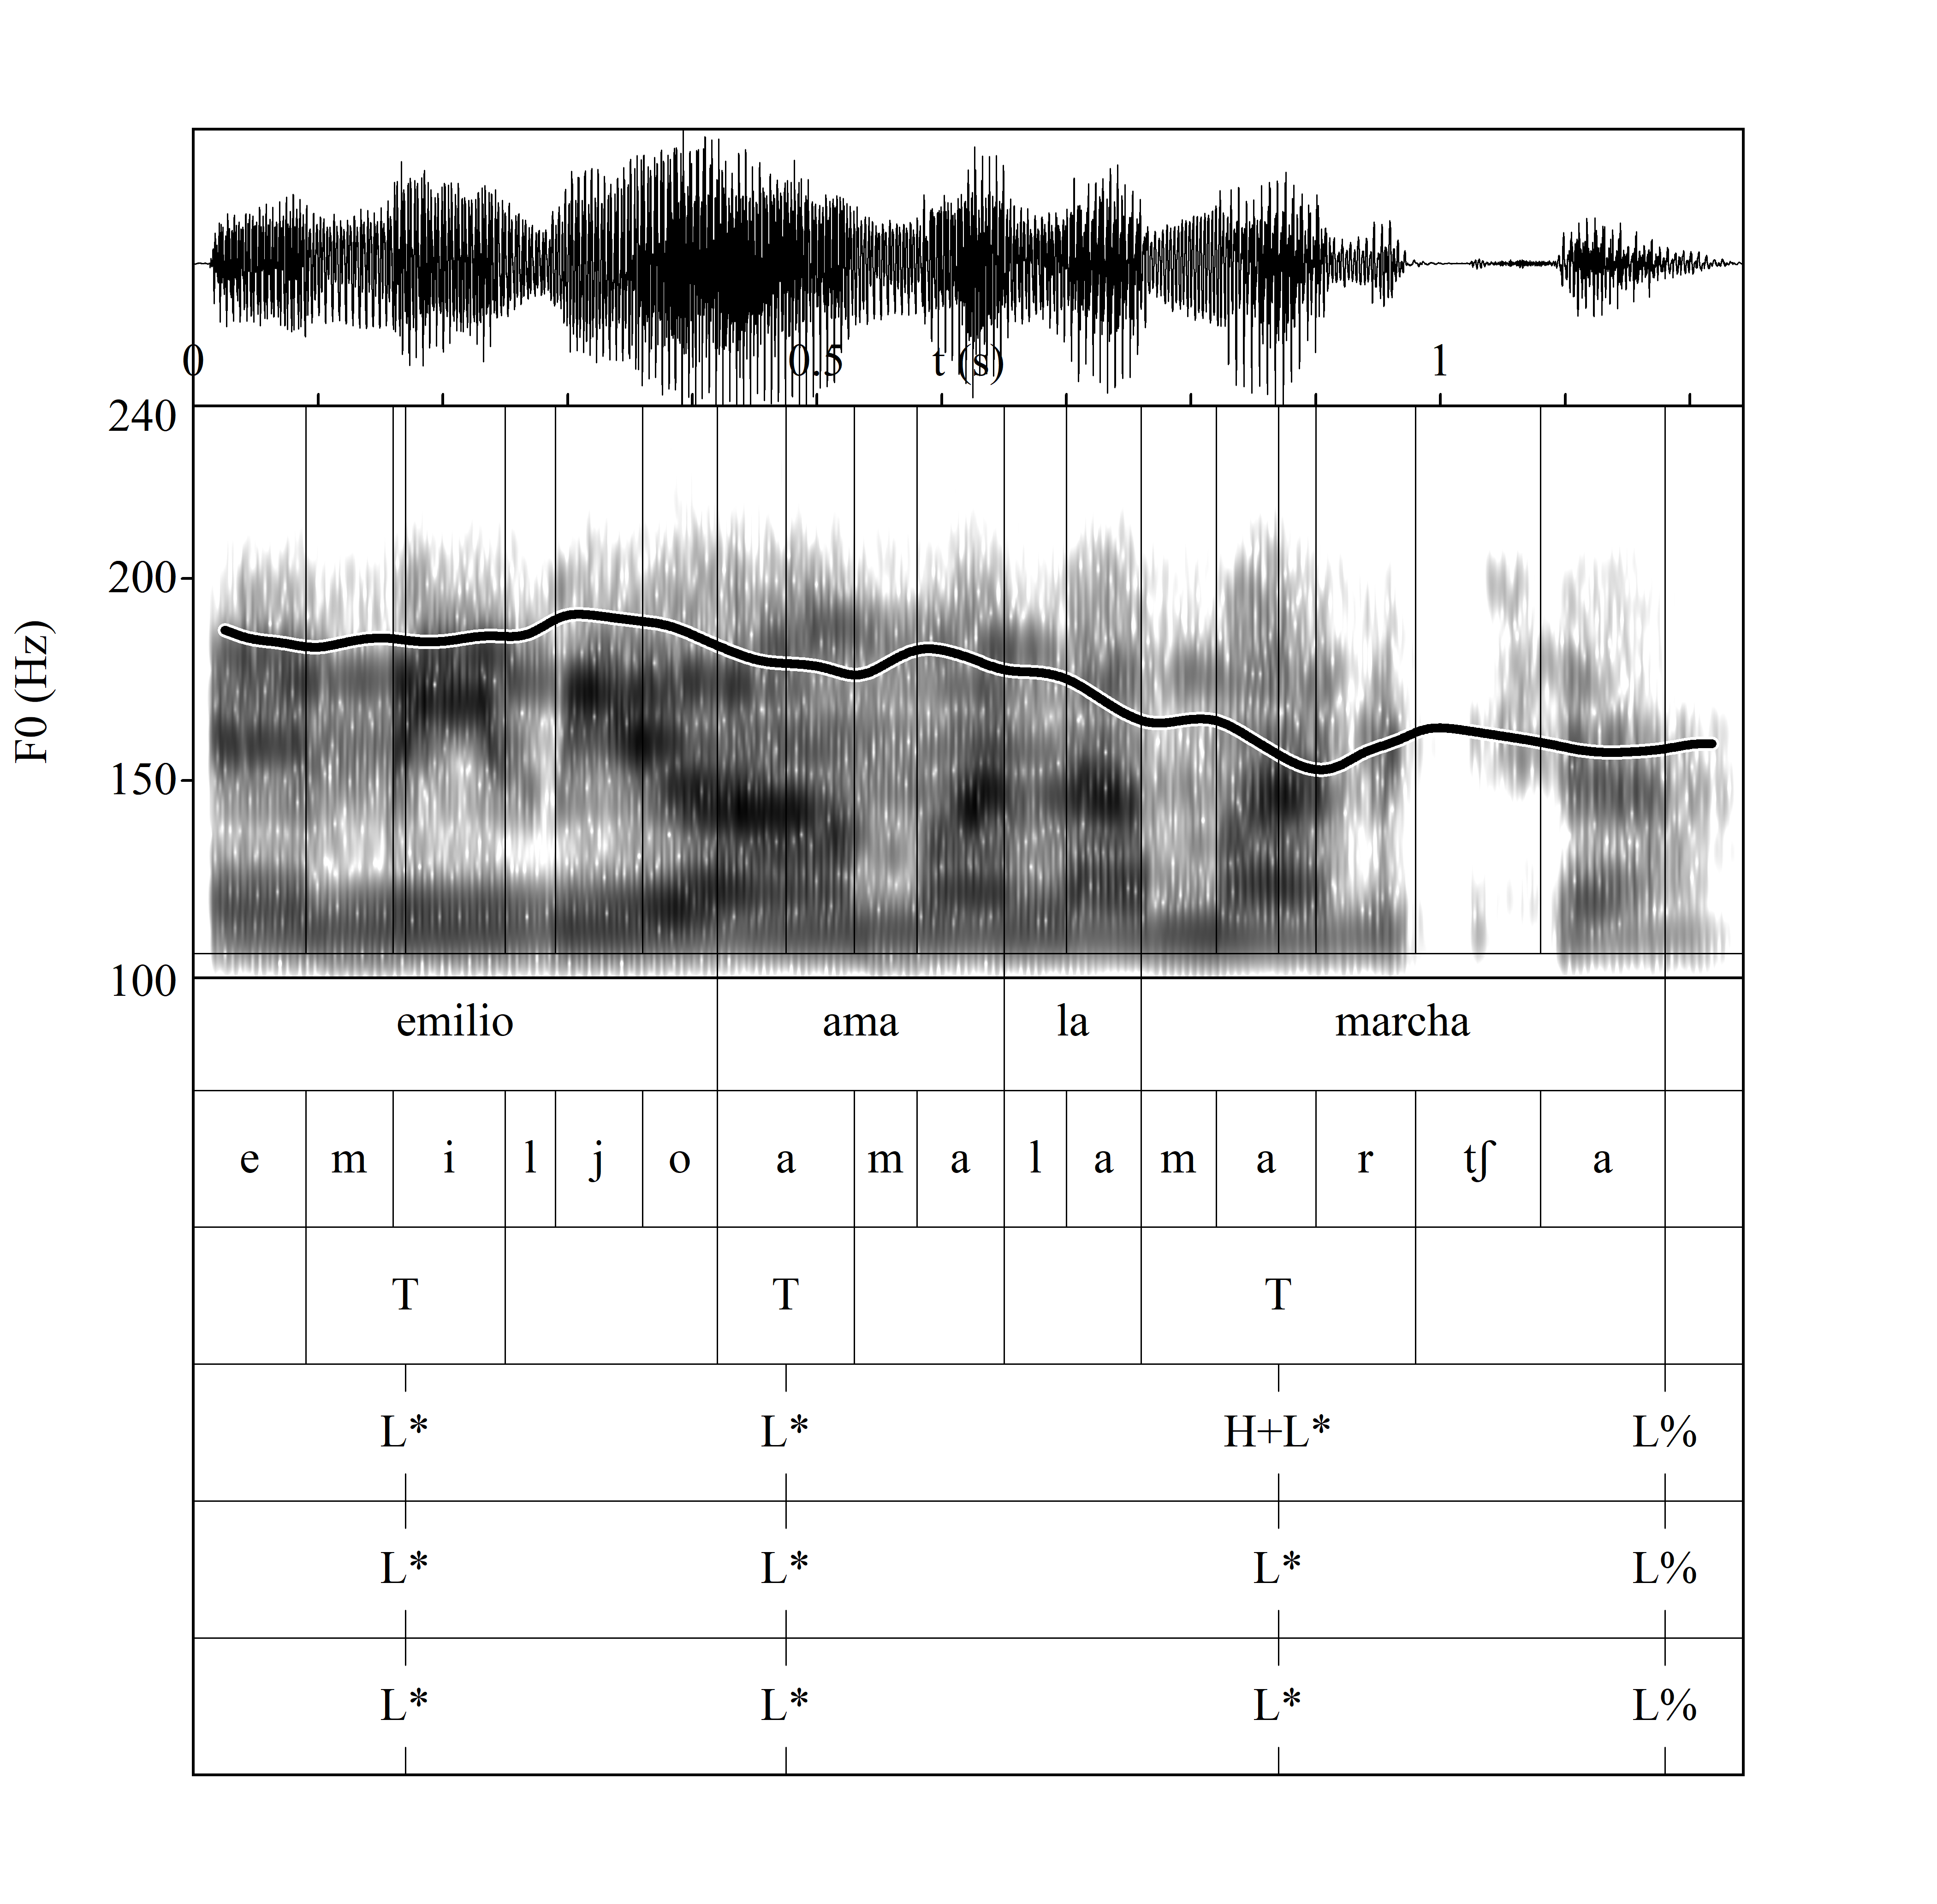 0 0.5 t (s) 1
240
200
150
100
F0 (Hz)
emilio ama la marcha
e m i l j o a m a l a m a r tʃ a
T T T
L* L* H+L* L%
L* L* L* L%
L* L* L* L%